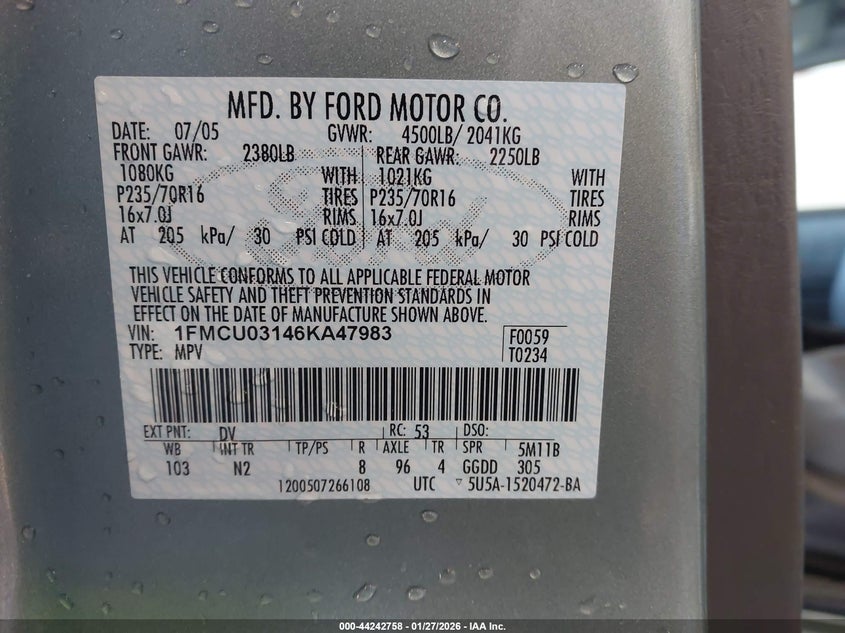 MFD. BY FORD MOTOR CO.
DATE: 07/05 GVWR: 4500LB/ 2041KG
FRONT GAWR: 2380LB REAR GAWR: 2250LB
1080KG WITH 1021KG WITH
P235/70R16 TIRES P235/70R16 TIRES
16x7.0J RIMS 16x7.0J RIMS
AT 205 kPa/ 30 PSI COLD AT 205 kPa/ 30 PSI COLD
THIS VEHICLE CONFORMS TO ALL APPLICABLE FEDERAL MOTOR
VEHICLE SAFETY AND THEFT PREVENTION STANDARDS IN
EFFECT ON THE DATE OF MANUFACTURE SHOWN ABOVE.
VIN: 1FMCU03146KA47983 F0059
TYPE: MPV T0234
EXT PNT: DV RC: 53 DSO:
WB INT TR TP/PS R AXLE TR SPR 5M11B
103 N2 8 96 4 GGDD 305
1200507266108 UTC ▽ 5U5A-1520472-BA
Ford
000-44242758 - 01/27/2026 - IAA Inc.